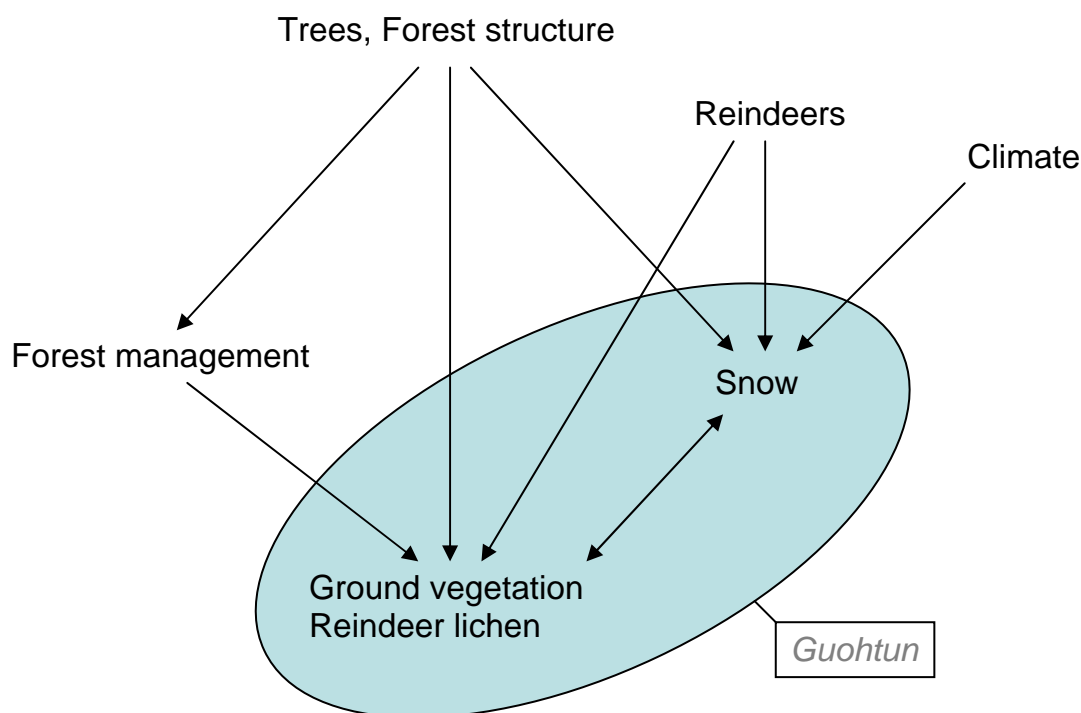 Trees, Forest structure
Reindeers
Climate
Forest management
Snow
Ground vegetation
Reindeer lichen
Guohtun